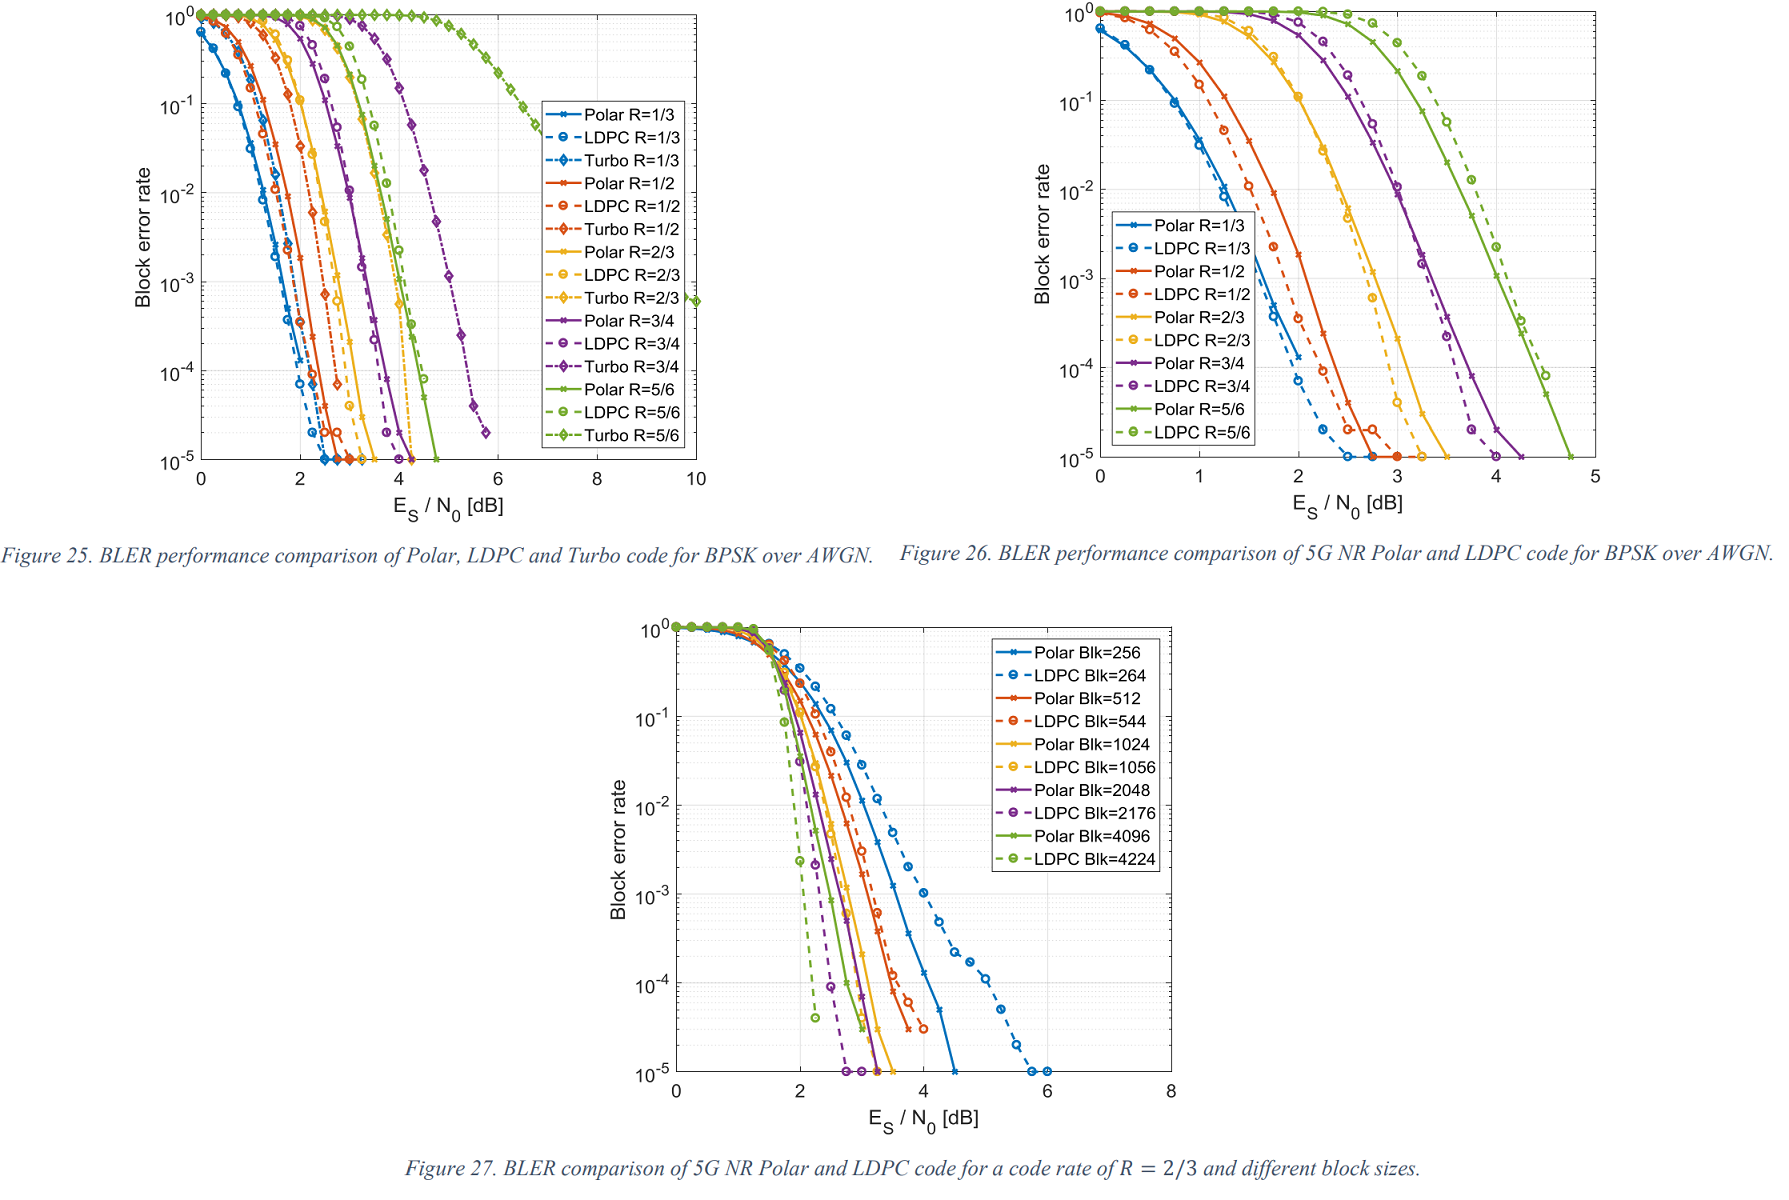 10^0
10^-1
10^-2
10^-3
10^-4
10^-5
Block error rate
0 2 4 6 8 10
E_S / N_0 [dB]
Polar R=1/3
LDPC R=1/3
Turbo R=1/3
Polar R=1/2
LDPC R=1/2
Turbo R=1/2
Polar R=2/3
LDPC R=2/3
Turbo R=2/3
Polar R=3/4
LDPC R=3/4
Turbo R=3/4
Polar R=5/6
LDPC R=5/6
Turbo R=5/6
Figure 25. BLER performance comparison of Polar, LDPC and Turbo code for BPSK over AWGN.
10^0
10^-1
10^-2
10^-3
10^-4
10^-5
Block error rate
0 1 2 3 4 5
E_S / N_0 [dB]
Polar R=1/3
LDPC R=1/3
Polar R=1/2
LDPC R=1/2
Polar R=2/3
LDPC R=2/3
Polar R=3/4
LDPC R=3/4
Polar R=5/6
LDPC R=5/6
Figure 26. BLER performance comparison of 5G NR Polar and LDPC code for BPSK over AWGN.
10^0
10^-1
10^-2
10^-3
10^-4
10^-5
Block error rate
0 2 4 6 8
E_S / N_0 [dB]
Polar Blk=256
LDPC Blk=264
Polar Blk=512
LDPC Blk=544
Polar Blk=1024
LDPC Blk=1056
Polar Blk=2048
LDPC Blk=2176
Polar Blk=4096
LDPC Blk=4224
Figure 27. BLER comparison of 5G NR Polar and LDPC code for a code rate of R = 2/3 and different block sizes.